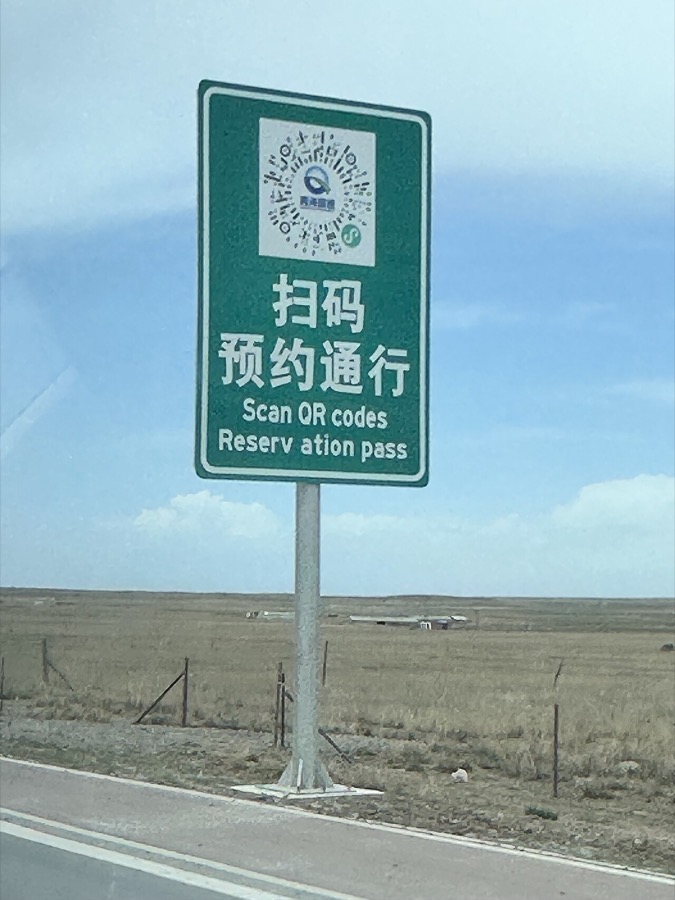 扫码
预约通行
Scan QR codes
Reserv ation pass